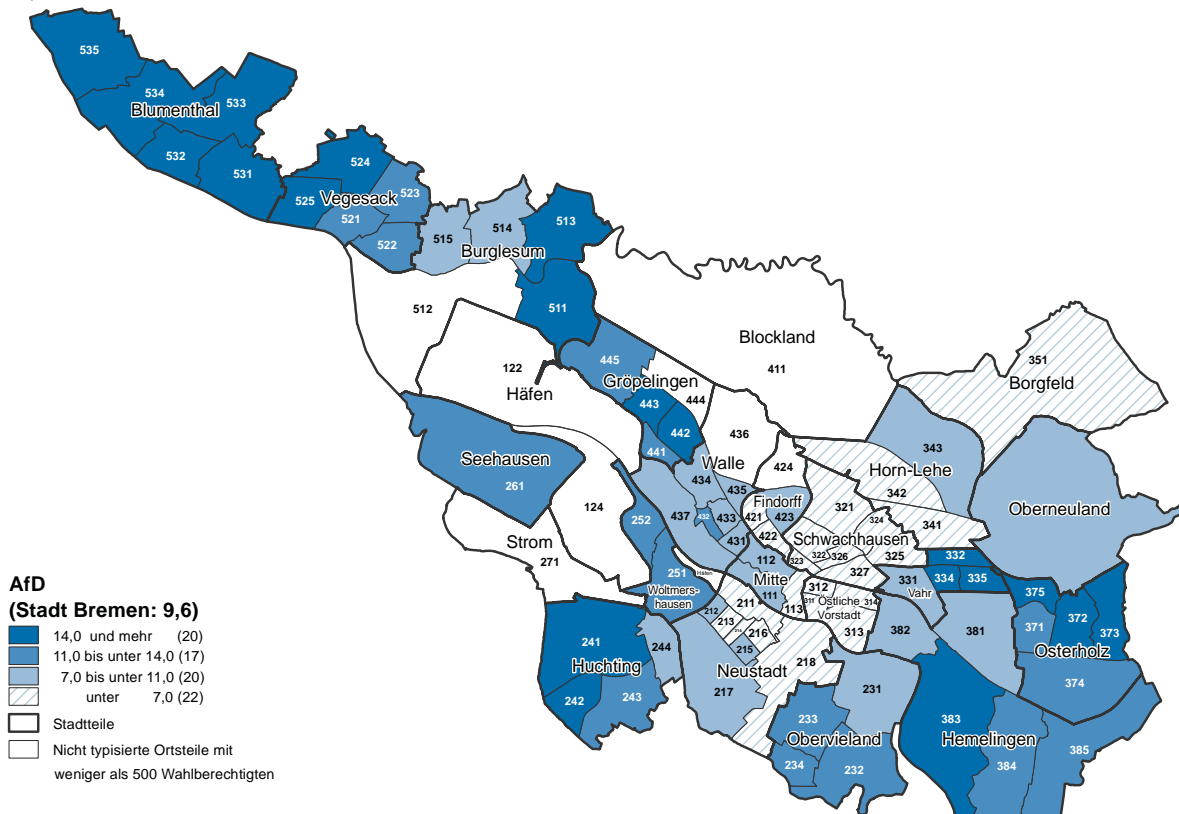 535
534
533
Blumenthal
532
531
524
523
525
Vegesack
521
522
515
514
513
Burglesum
512
511
Blockland
411
351
Borgfeld
122
Häfen
445
Gröpelingen
443
444
442
441
436
343
Seehausen
261
Walle
434
435
424
Horn-Lehe
342
Findorff
321
324
341
Oberneuland
124
252
437
432
433
421
423
422
431
Schwachhausen
322
326
325
323
327
Strom
271
112
Mitte
111
113
332
334
335
331
Vahr
251
Woltmers-
hausen
Häfen
312
311
314
Östliche
Vorstadt
313
375
371
372
373
Osterholz
374
212
211
213
214
216
215
Neustadt
218
217
382
381
241
244
Huchting
242
243
231
233
Obervieland
234
232
383
Hemelingen
384
385
AfD
(Stadt Bremen: 9,6)
14,0 und mehr (20)
11,0 bis unter 14,0 (17)
7,0 bis unter 11,0 (20)
unter 7,0 (22)
Stadtteile
Nicht typisierte Ortsteile mit
weniger als 500 Wahlberechtigten